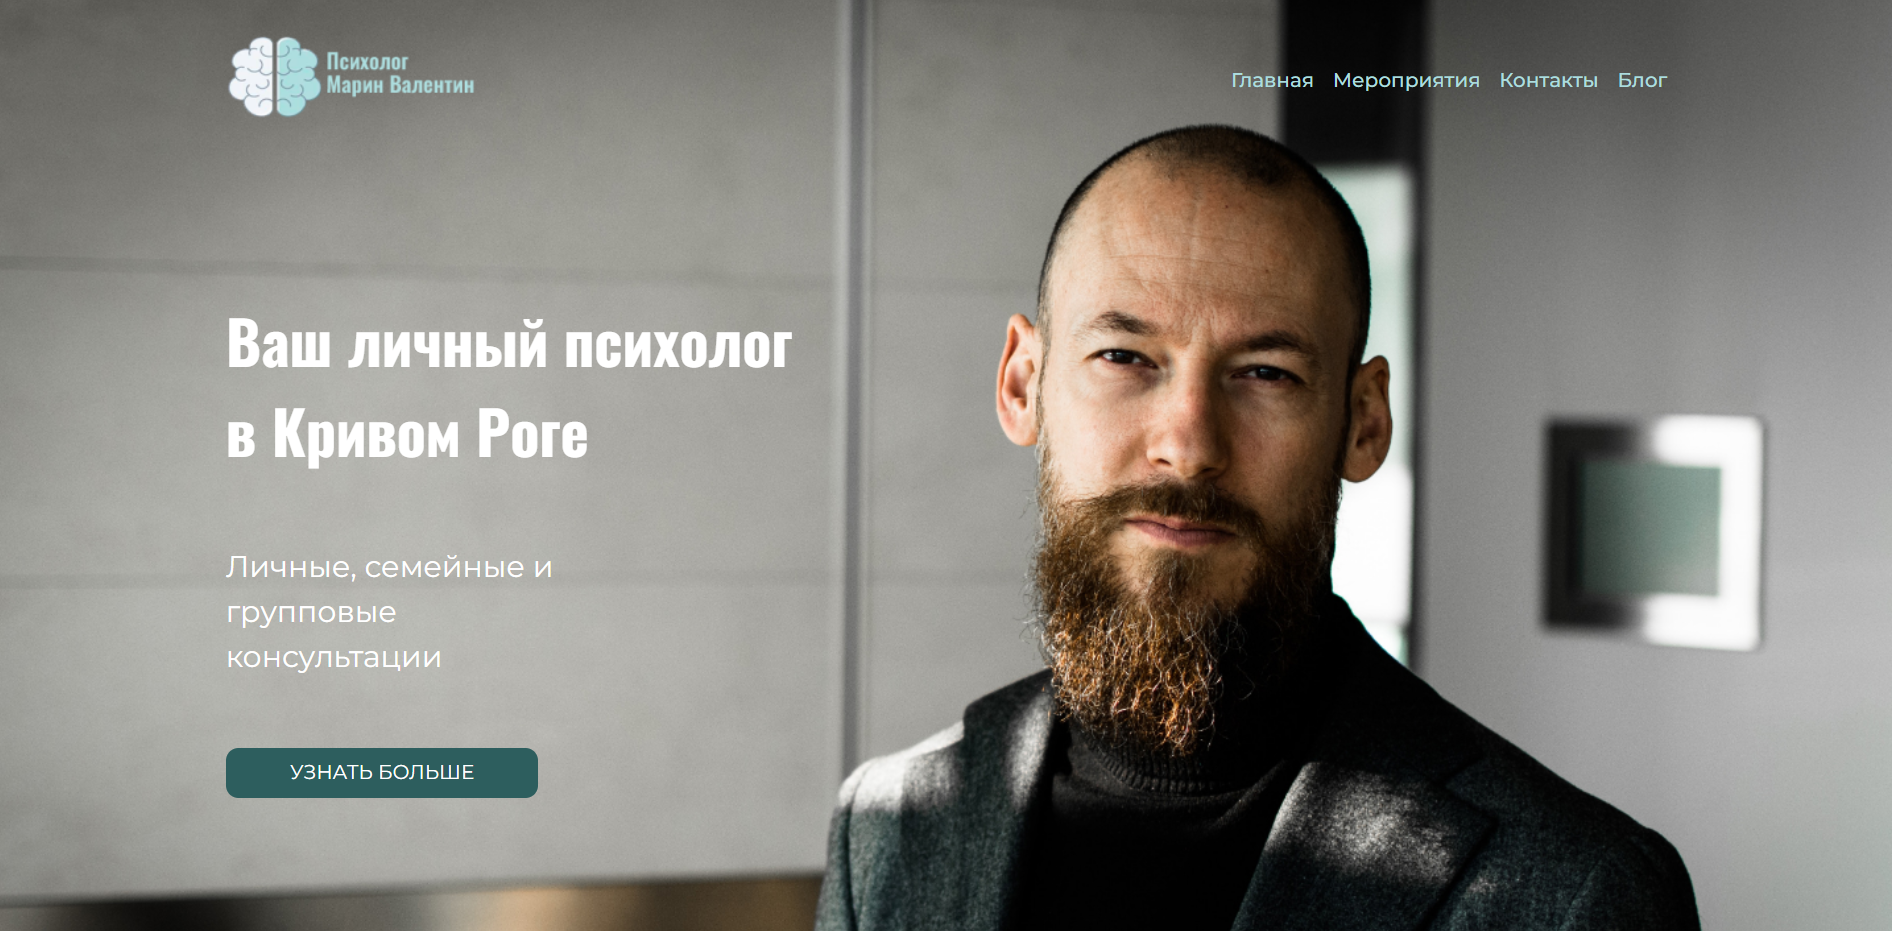 Психолог
Марин Валентин
Главная Мероприятия Контакты Блог
Ваш личный психолог
в Кривом Роге
Личные, семейные и
групповые
консультации
УЗНАТЬ БОЛЬШЕ